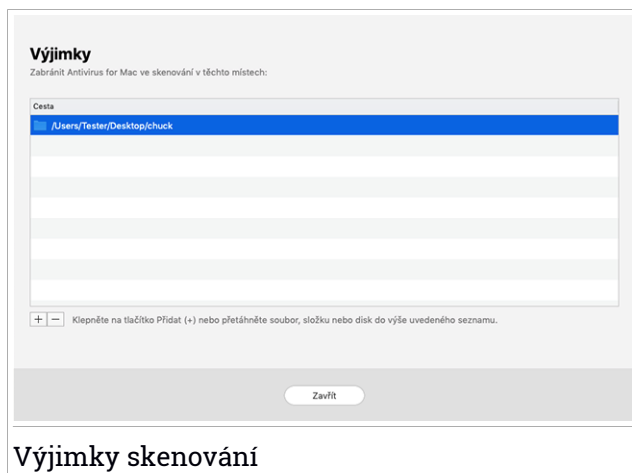 Výjimky
Zabránit Antivirus for Mac ve skenování v těchto místech:
Cesta
/Users/Tester/Desktop/chuck
+ − Klepněte na tlačítko Přidat (+) nebo přetáhněte soubor, složku nebo disk do výše uvedeného seznamu.
Zavřít
Výjimky skenování